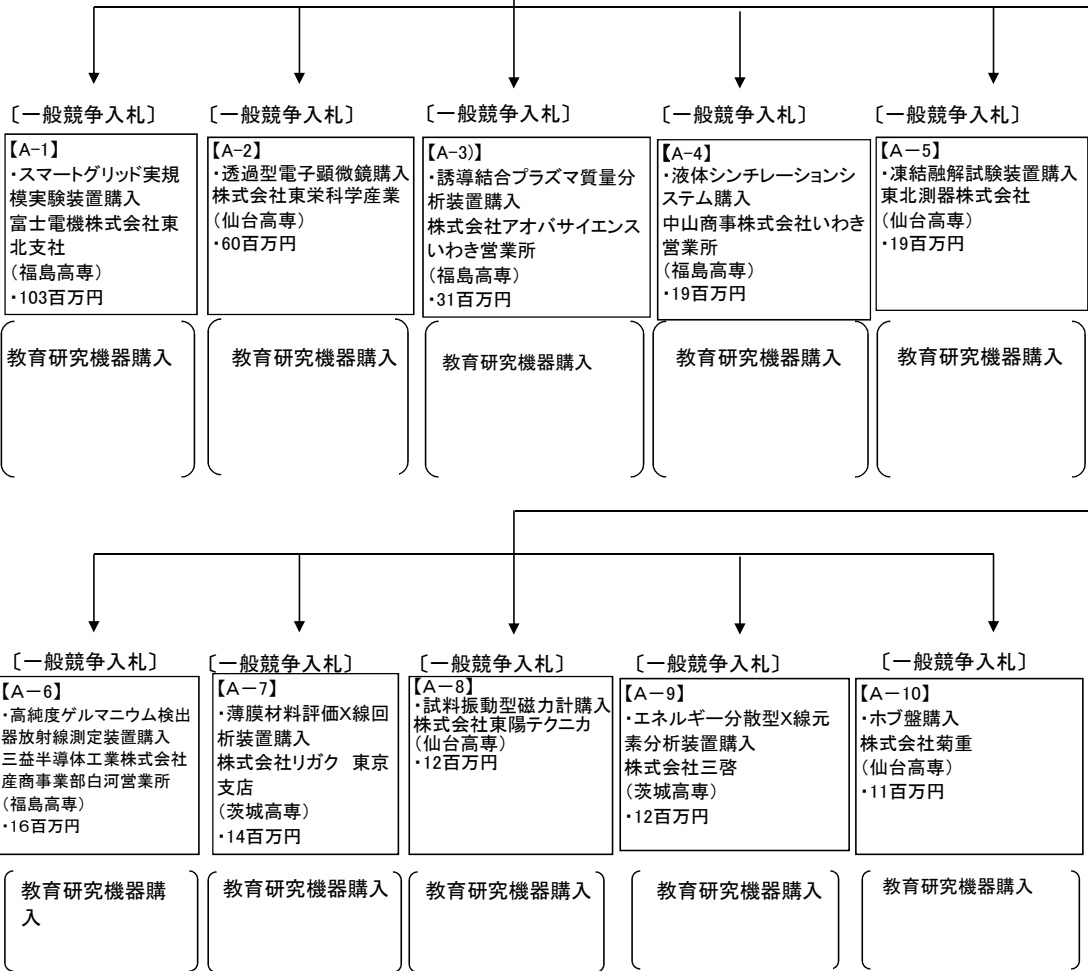 〔一般競争入札〕
【A-1】
・スマートグリッド実規
模実験装置購入
富士電機株式会社東
北支社
(福島高専)
・103百万円
教育研究機器購入
〔一般競争入札〕
【A-2】
・透過型電子顕微鏡購入
株式会社東栄科学産業
(仙台高専)
・60百万円
教育研究機器購入
〔一般競争入札〕
【A-3)】
・誘導結合プラズマ質量分
析装置購入
株式会社アオバサイエンス
いわき営業所
(福島高専)
・31百万円
教育研究機器購入
〔一般競争入札〕
【A-4】
・液体シンチレーションシ
ステム購入
中山商事株式会社いわき
営業所
(福島高専)
・19百万円
教育研究機器購入
〔一般競争入札〕
【A－5】
・凍結融解試験装置購入
東北測器株式会社
(仙台高専)
・19百万円
教育研究機器購入
〔一般競争入札〕
【A－6】
・高純度ゲルマニウム検出
器放射線測定装置購入
三益半導体工業株式会社
産商事業部白河営業所
(福島高専)
・16百万円
教育研究機器購
入
〔一般競争入札〕
【A－7】
・薄膜材料評価X線回
析装置購入
株式会社リガク　東京
支店
(茨城高専)
・14百万円
教育研究機器購入
〔一般競争入札〕
【A－8】
・試料振動型磁力計購入
株式会社東陽テクニカ
(仙台高専)
・12百万円
教育研究機器購入
〔一般競争入札〕
【A－9】
・エネルギー分散型X線元
素分析装置購入
株式会社三啓
(茨城高専)
・12百万円
教育研究機器購入
〔一般競争入札〕
【A－10】
・ホブ盤購入
株式会社菊重
(仙台高専)
・11百万円
教育研究機器購入